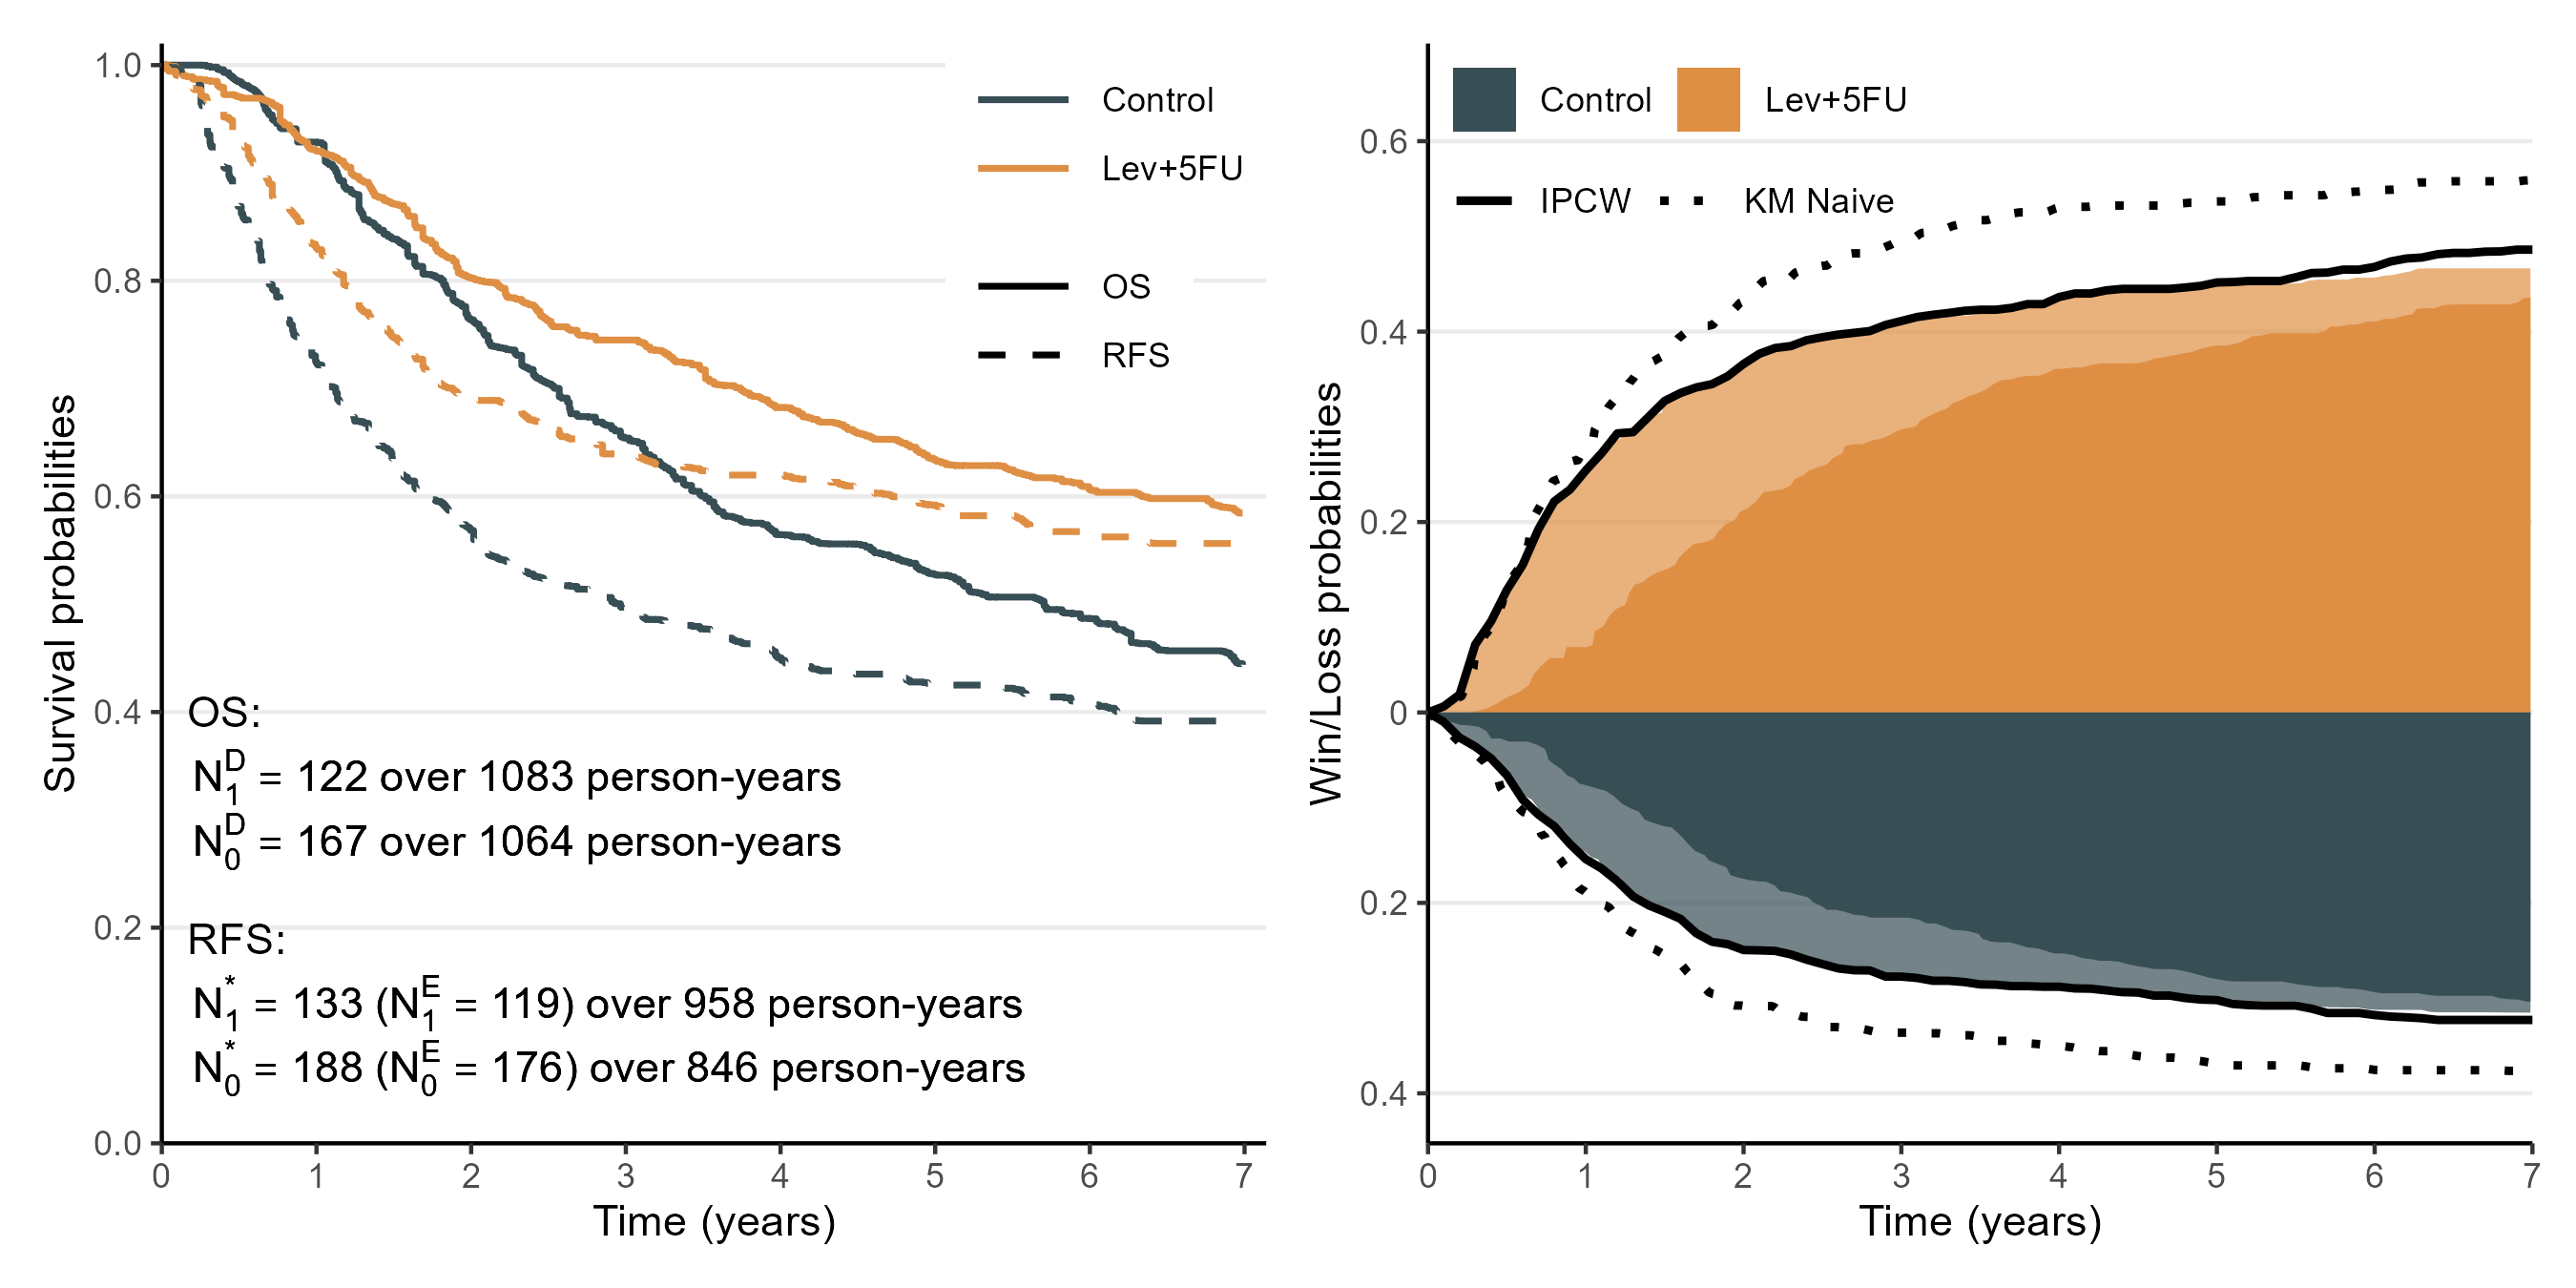 Survival probabilities
1.0
0.8
0.6
0.4
0.2
0.0
0 1 2 3 4 5 6 7
Time (years)
Control
Lev+5FU
OS
RFS
OS:
N₁ᴰ = 122 over 1083 person-years
N₀ᴰ = 167 over 1064 person-years
RFS:
N₁* = 133 (N₁ᴱ = 119) over 958 person-years
N₀* = 188 (N₀ᴱ = 176) over 846 person-years
Win/Loss probabilities
0.6
0.4
0.2
0
0.2
0.4
0 1 2 3 4 5 6 7
Time (years)
Control Lev+5FU
IPCW KM Naive